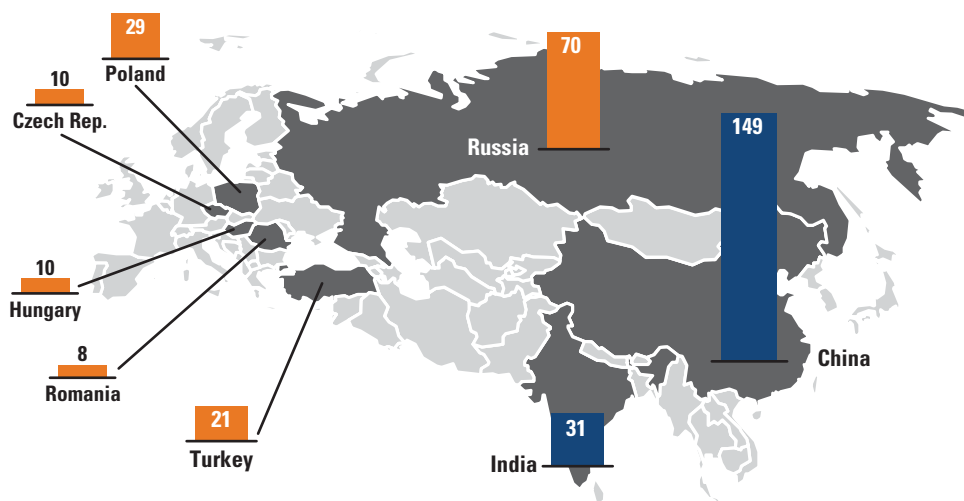 29
Poland
10
Czech Rep.
70
Russia
149
China
10
Hungary
8
Romania
21
Turkey
31
India